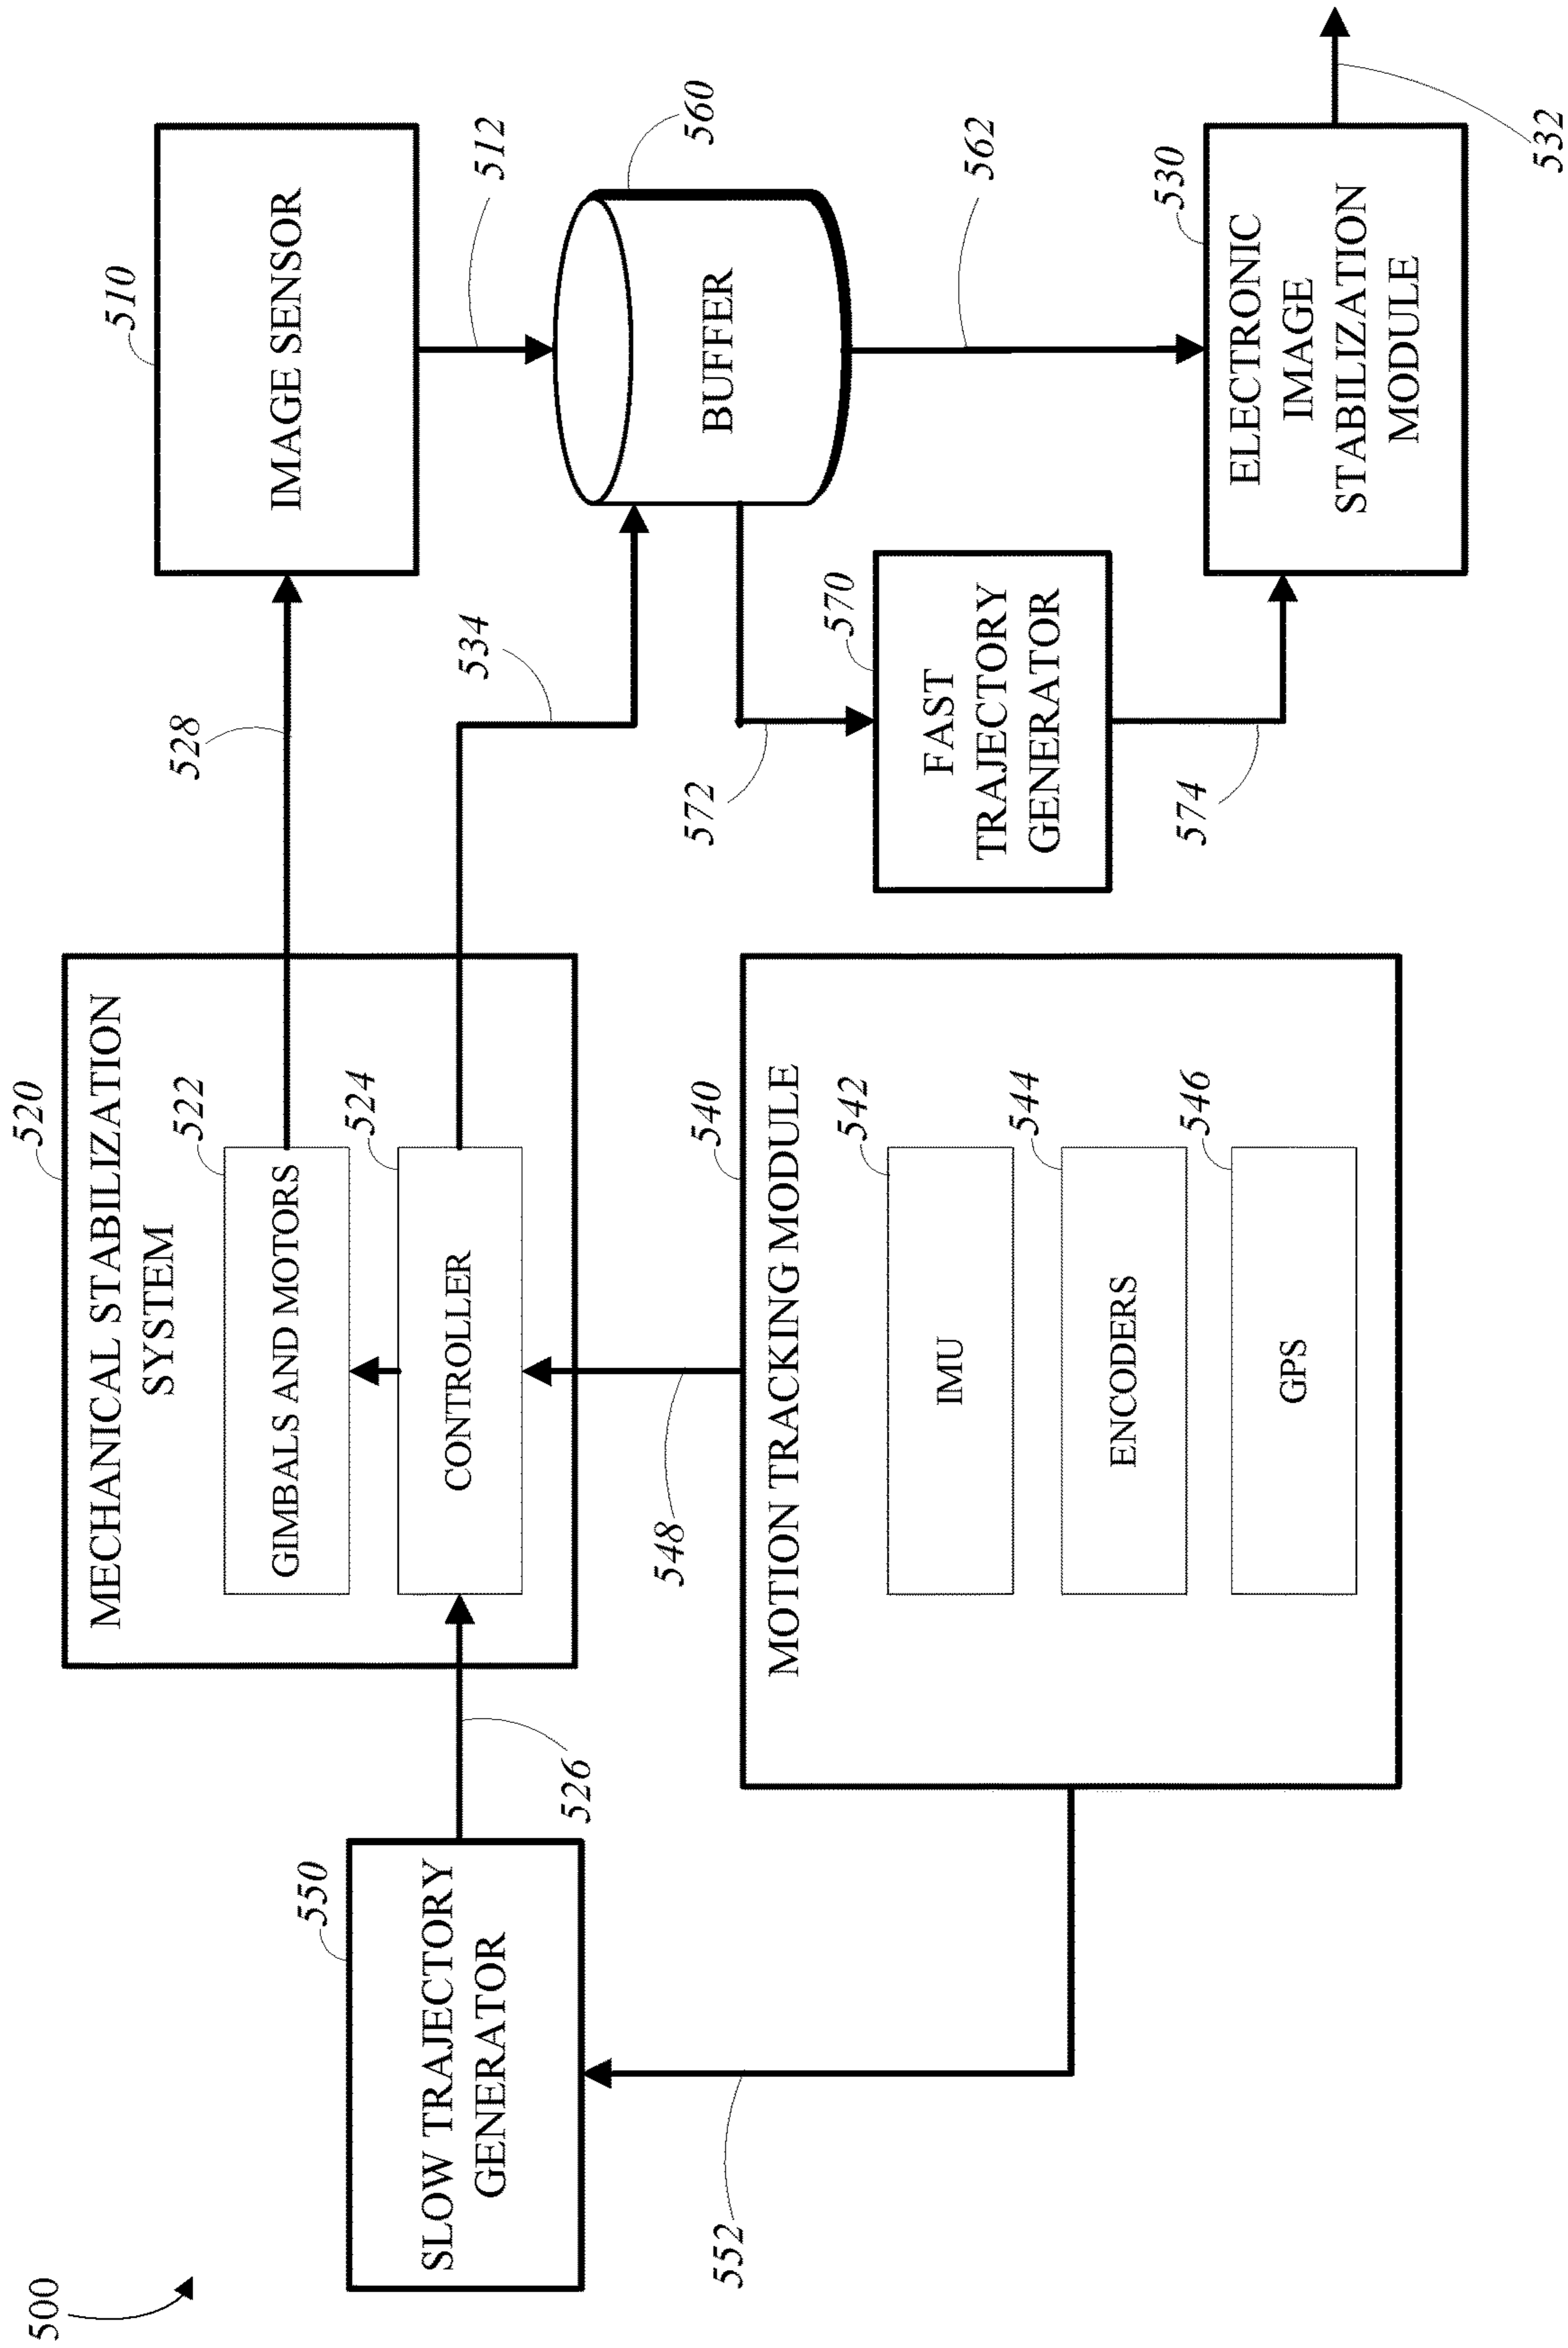 500
550
SLOW TRAJECTORY
GENERATOR
552
526
520
MECHANICAL STABILIZATION
SYSTEM
522
GIMBALS AND MOTORS
524
CONTROLLER
548
540
MOTION TRACKING MODULE
542
IMU
544
ENCODERS
546
GPS
528
534
510
IMAGE SENSOR
512
560
BUFFER
562
572
570
FAST
TRAJECTORY
GENERATOR
574
530
ELECTRONIC
IMAGE
STABILIZATION
MODULE
532